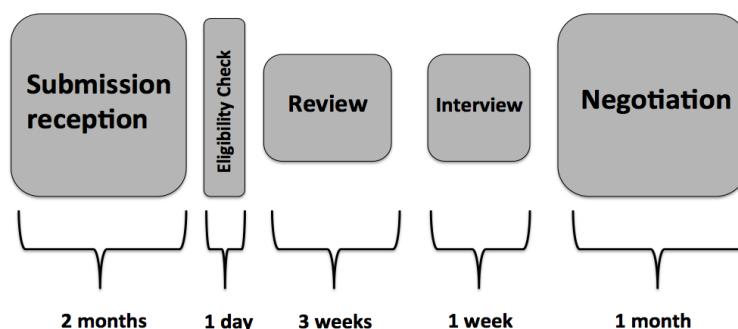 Submission
reception
Eligibility Check
Review
Interview
Negotiation
2 months
1 day
3 weeks
1 week
1 month